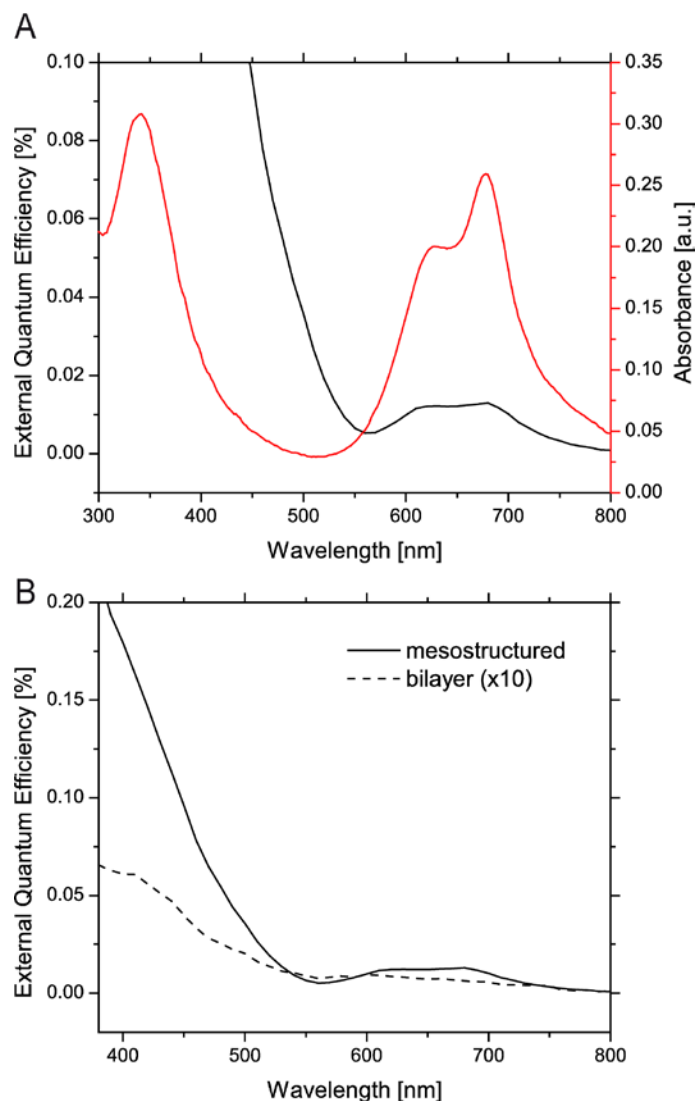 A
External Quantum Efficiency [%]
0.10
0.08
0.06
0.04
0.02
0.00
0.35
0.30
0.25
0.20
0.15
0.10
0.05
0.00
Absorbance [a.u.]
300 400 500 600 700 800
Wavelength [nm]
B
External Quantum Efficiency [%]
0.20
0.15
0.10
0.05
0.00
mesostructured
bilayer (x10)
400 500 600 700 800
Wavelength [nm]